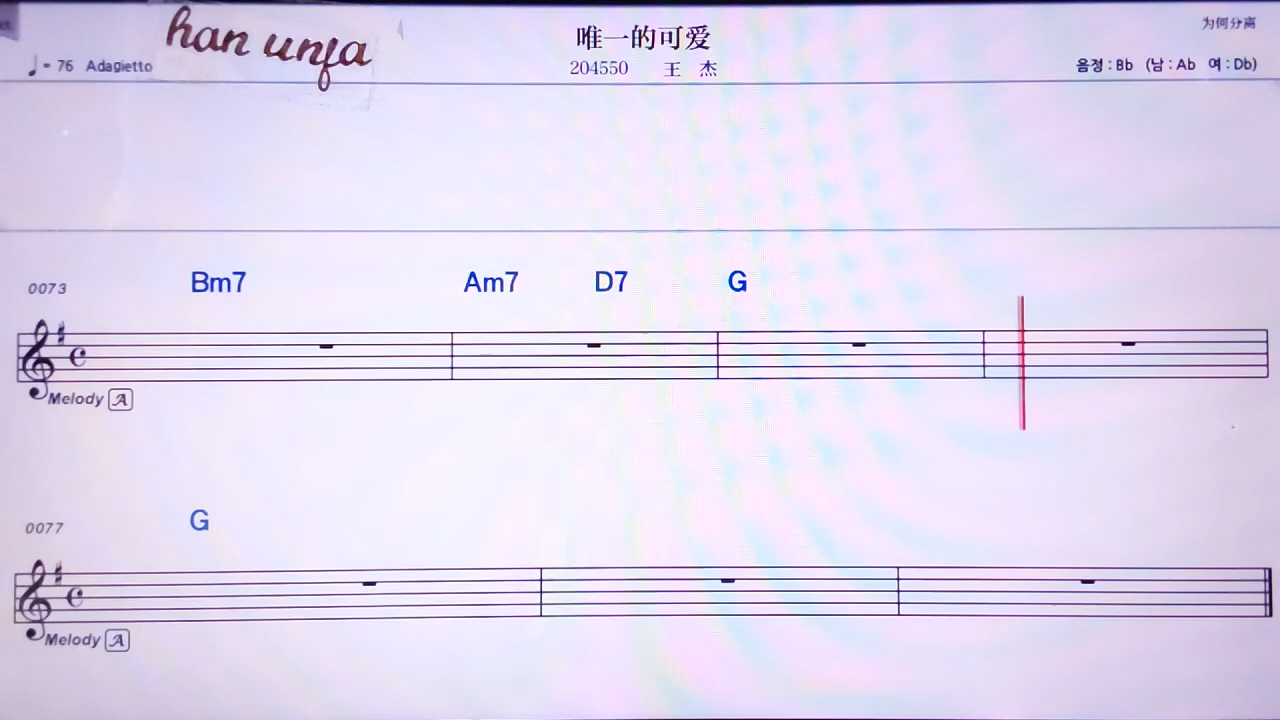 han unfa
唯一的可爱
为何分离
♩= 76 Adagietto
204550 王 杰
음정 : Bb (남 : Ab 여 : Db)
Bm7 Am7 D7 G
0073
Melody A
G
0077
Melody A